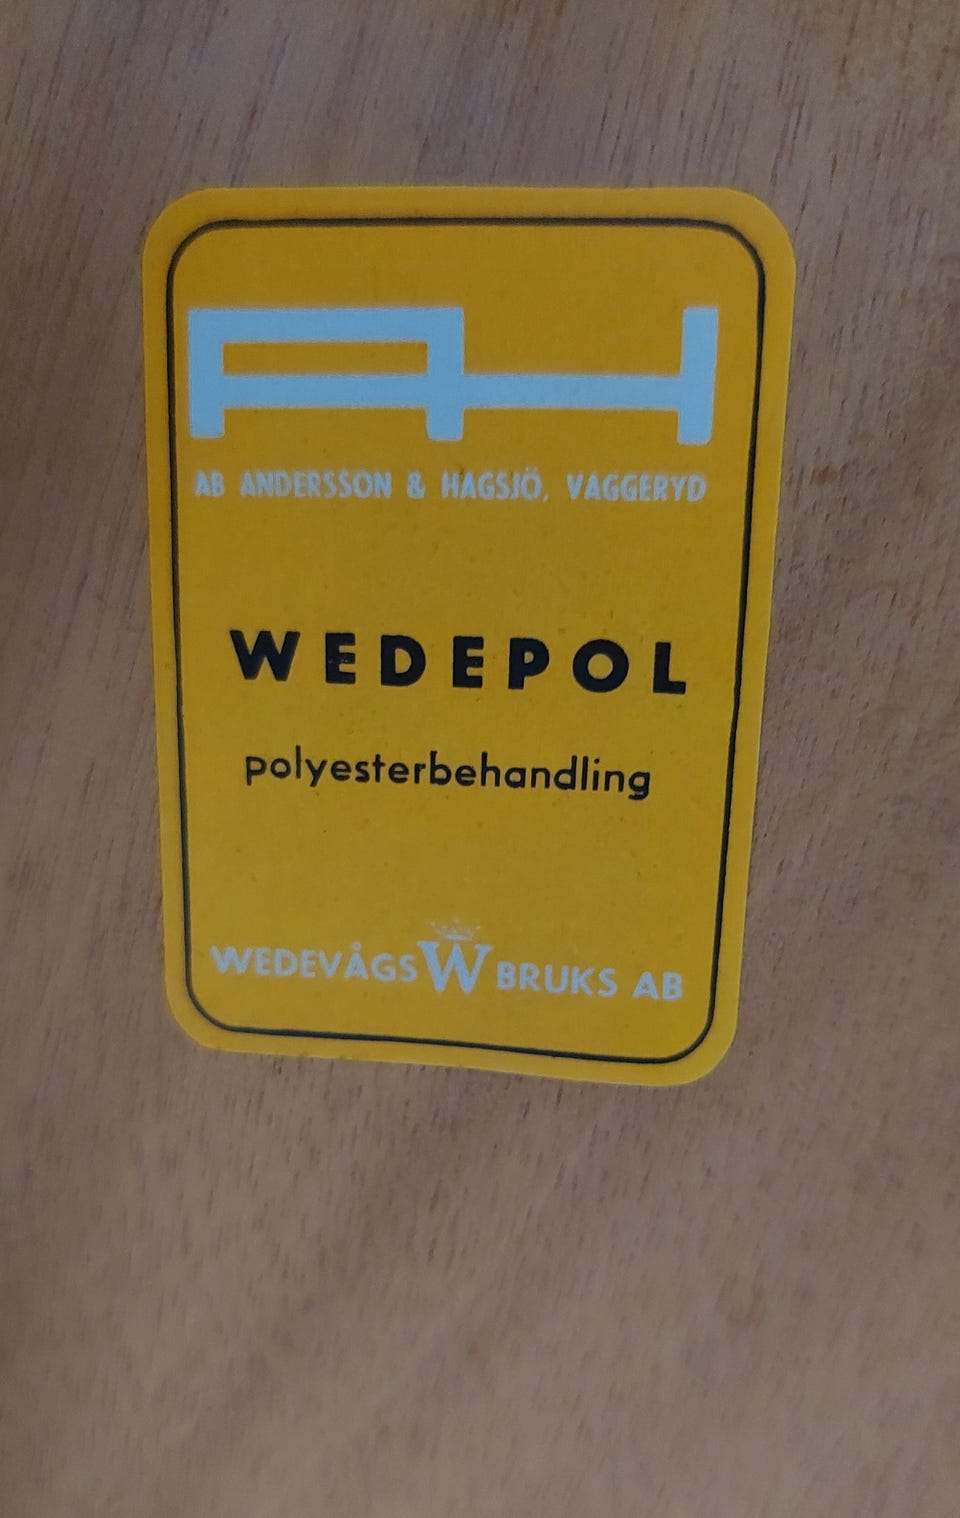 AH
AB ANDERSSON & HAGSJÖ, VAGGERYD
WEDEPOL
polyesterbehandling
WEDEVÅGS W BRUKS AB